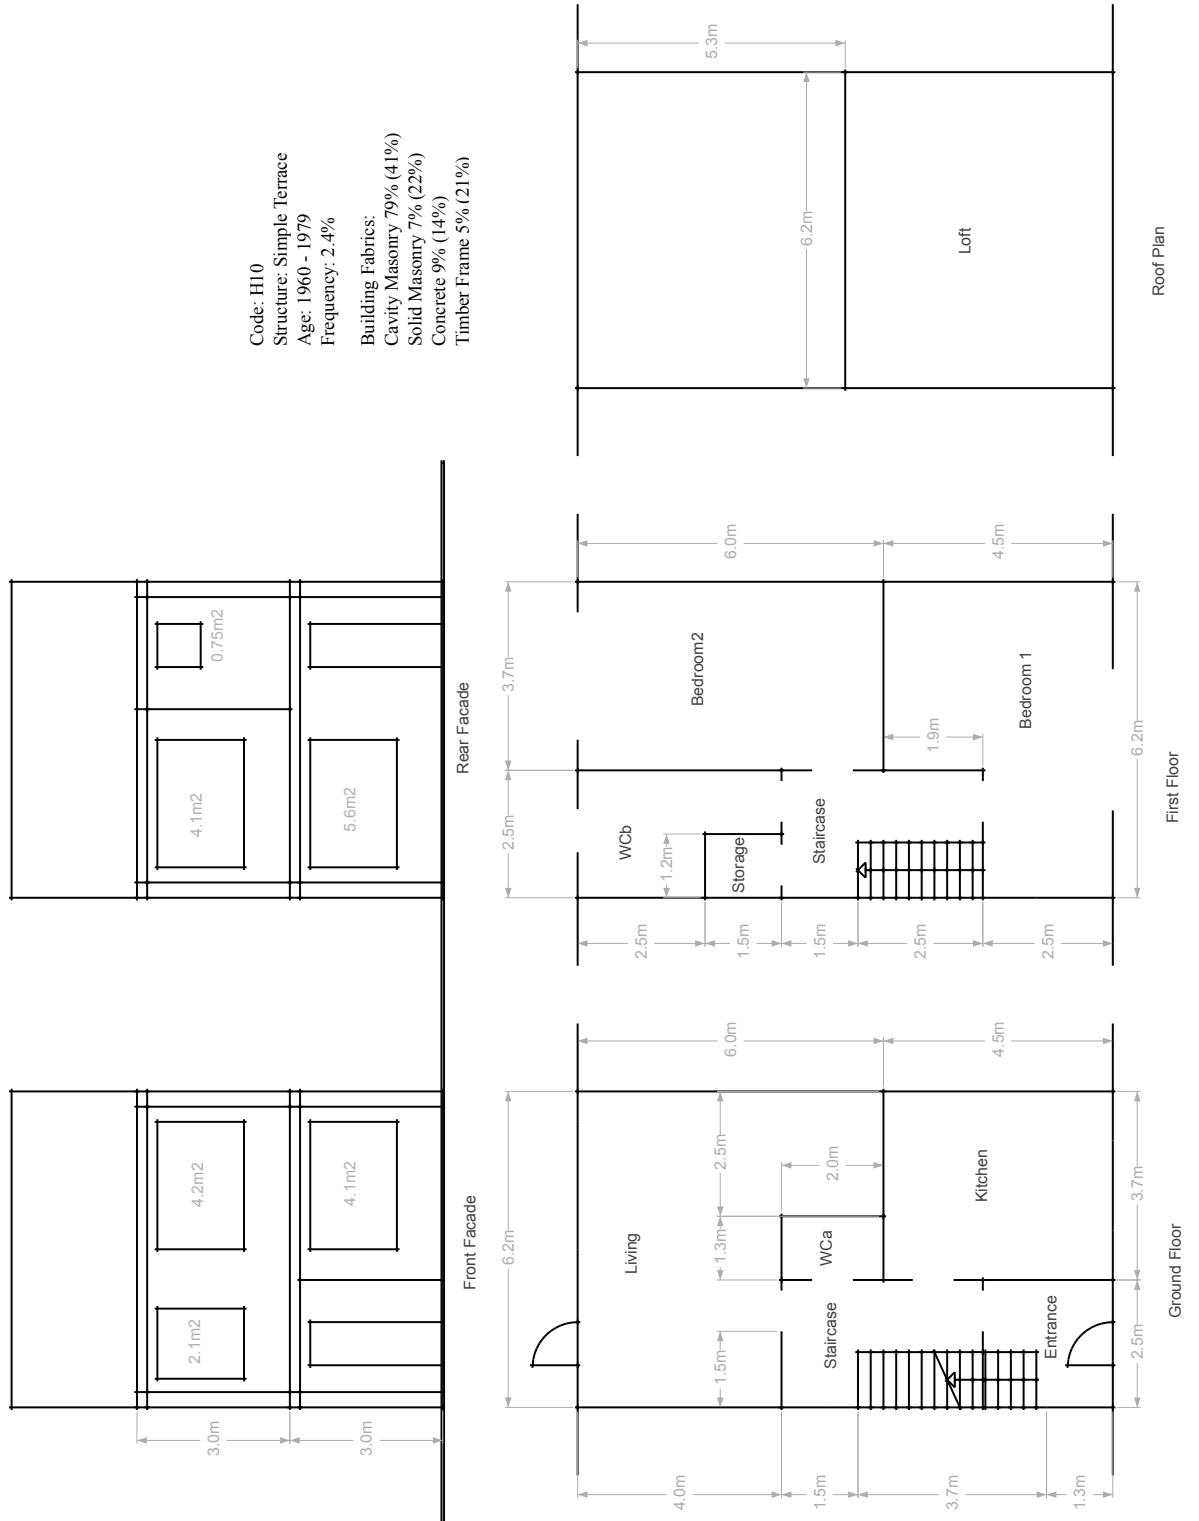 3.0m
3.0m
2.1m2
4.2m2
4.1m2
Front Facade
4.1m2
0.75m2
5.6m2
Rear Facade
Code: H10
Structure: Simple Terrace
Age: 1960 - 1979
Frequency: 2.4%
Building Fabrics:
Cavity Masonry 79% (41%)
Solid Masonry 7% (22%)
Concrete 9% (14%)
Timber Frame 5% (21%)
6.2m
4.0m
1.5m
3.7m
1.3m
Living
6.0m
4.5m
2.5m
1.3m
2.0m
1.5m
WCa
Staircase
Kitchen
Entrance
2.5m
3.7m
Ground Floor
2.5m
3.7m
2.5m
1.5m
1.5m
2.5m
2.5m
WCb
1.2m
Storage
Staircase
Bedroom2
6.0m
4.5m
1.9m
Bedroom 1
6.2m
First Floor
5.3m
6.2m
Loft
Roof Plan